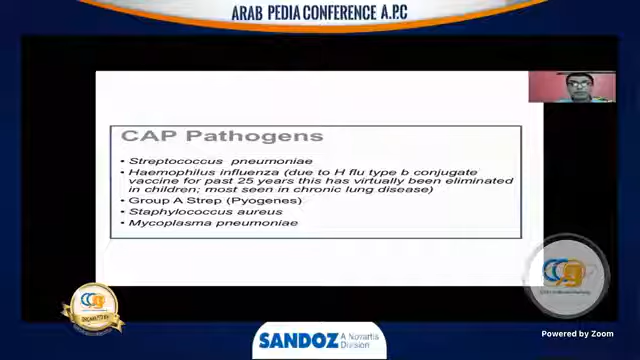 ARAB PEDIA CONFERENCE A.P.C
CAP Pathogens
• Streptococcus pneumoniae
• Haemophilus influenza (due to H flu type b conjugate
vaccine for past 25 years this has virtually been eliminated
in children; most seen in chronic lung disease)
• Group A Strep (Pyogenes)
• Staphylococcus aureus
• Mycoplasma pneumoniae
SANDOZ A Novartis
Division
Powered by Zoom